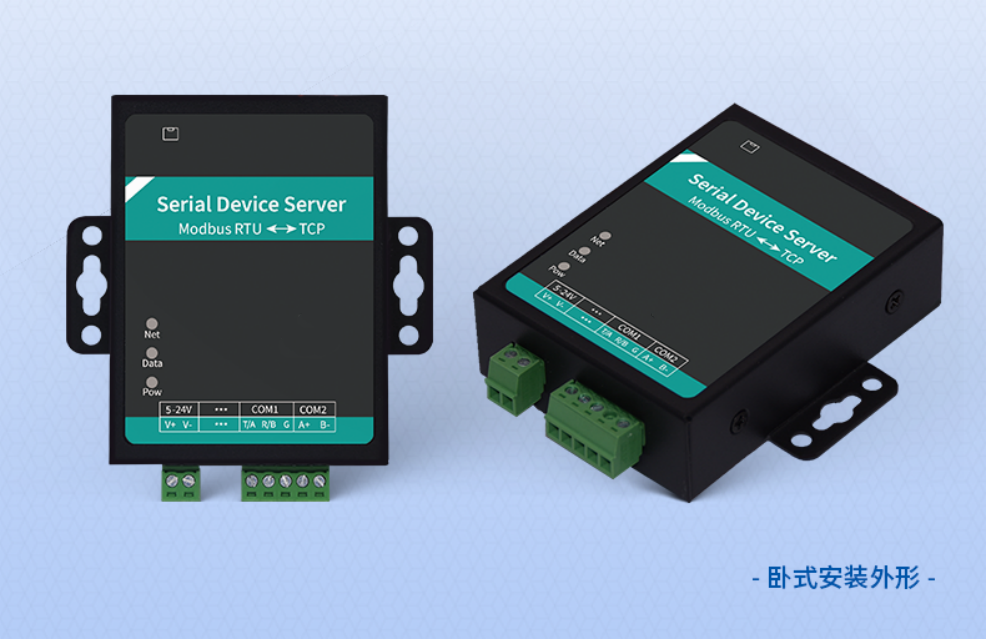 Serial Device Server
Modbus RTU ↔ TCP
Net
Data
Pow
5-24V ••• COM1 COM2
V+ V- ••• T/A R/B G A+ B-
Serial Device Server
Modbus RTU ↔ TCP
Net
Data
Pow
5-24V ••• COM1 COM2
V+ V- ••• T/A R/B G A+ B-
- 卧式安装外形 -